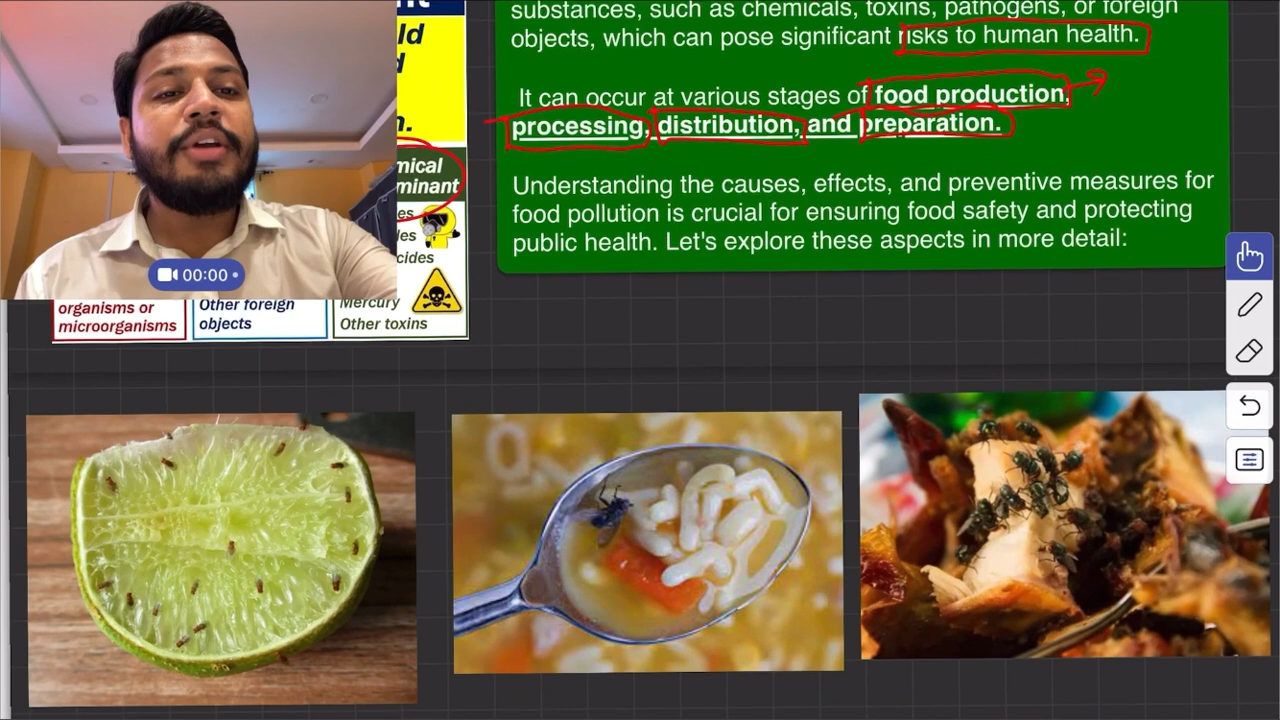 ld
d
n.
mical
minant
cides
organisms or
microorganisms
Other foreign
objects
Mercury
Other toxins
00:00
substances, such as chemicals, toxins, pathogens, or foreign
objects, which can pose significant risks to human health.
It can occur at various stages of food production,
processing, distribution, and preparation.
Understanding the causes, effects, and preventive measures for
food pollution is crucial for ensuring food safety and protecting
public health. Let's explore these aspects in more detail: